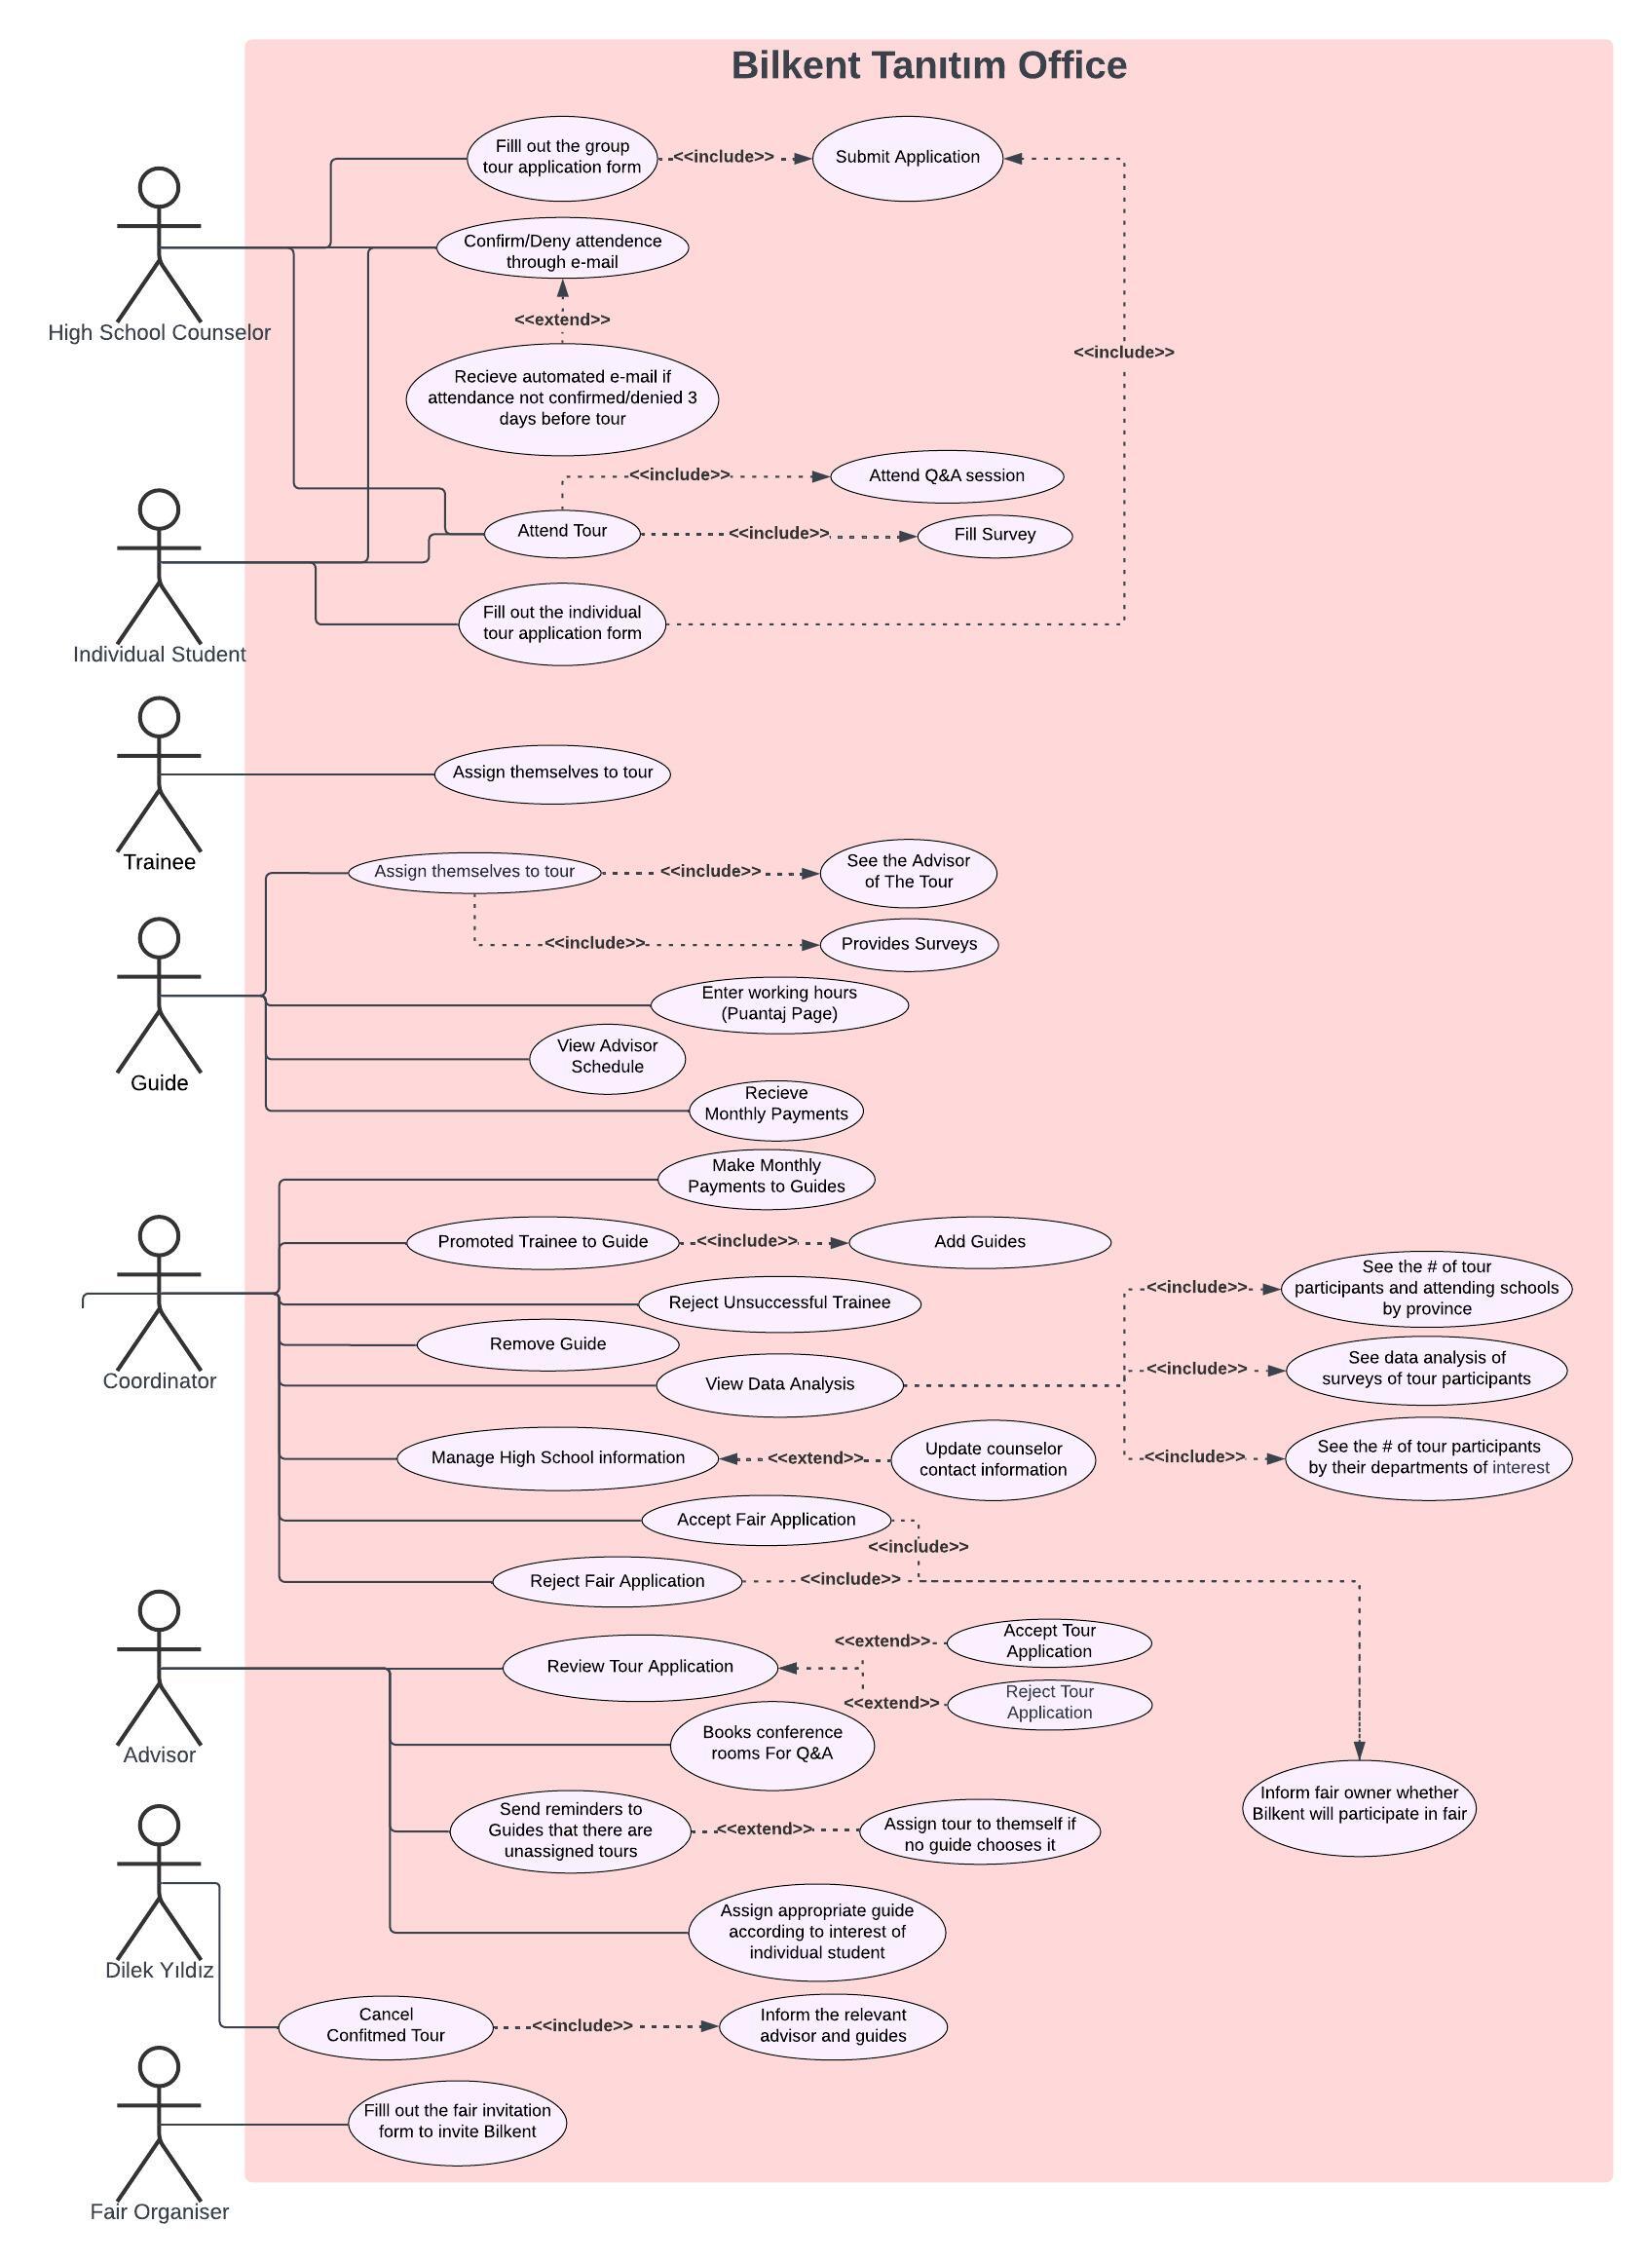 Bilkent Tanıtım Office
Filll out the group
tour application form
<<include>>
Submit Application
High School Counselor
Confirm/Deny attendence
through e-mail
<<extend>>
<<include>>
Recieve automated e-mail if
attendance not confirmed/denied 3
days before tour
<<include>>
Attend Q&A session
Attend Tour
<<include>>
Fill Survey
Individual Student
Fill out the individual
tour application form
Trainee
Assign themselves to tour
Assign themselves to tour
<<include>>
See the Advisor
of The Tour
<<include>>
Provides Surveys
Guide
Enter working hours
(Puantaj Page)
View Advisor
Schedule
Recieve
Monthly Payments
Make Monthly
Payments to Guides
Promoted Trainee to Guide
<<include>>
Add Guides
Coordinator
Reject Unsuccessful Trainee
<<include>>
See the # of tour
participants and attending schools
by province
Remove Guide
View Data Analysis
<<include>>
See data analysis of
surveys of tour participants
Manage High School information
<<extend>>
Update counselor
contact information
<<include>>
See the # of tour participants
by their departments of interest
Accept Fair Application
<<include>>
Reject Fair Application
<<include>>
Advisor
Review Tour Application
<<extend>>
Accept Tour
Application
<<extend>>
Reject Tour
Application
Books conference
rooms For Q&A
Inform fair owner whether
Bilkent will participate in fair
Send reminders to
Guides that there are
unassigned tours
<<extend>>
Assign tour to themself if
no guide chooses it
Assign appropriate guide
according to interest of
individual student
Dilek Yıldız
Cancel
Confitmed Tour
<<include>>
Inform the relevant
advisor and guides
Filll out the fair invitation
form to invite Bilkent
Fair Organiser